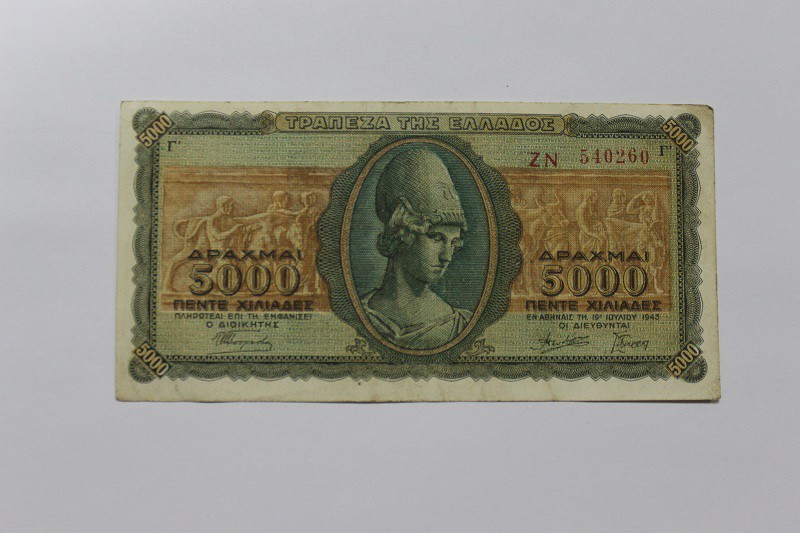 5000 ΤΡΑΠΕΖΑ ΤΗΣ ΕΛΛΑΔΟΣ 5000
Γ' ΖΝ 540260 Γ'
ΔΡΑΧΜΑΙ
5000
ΠΕΝΤΕ ΧΙΛΙΑΔΕΣ
ΠΛΗΡΩΤΕΑΙ ΕΠΙ ΤΗ ΕΜΦΑΝΙΣΕΙ
Ο ΔΙΟΙΚΗΤΗΣ
ΔΡΑΧΜΑΙ
5000
ΠΕΝΤΕ ΧΙΛΙΑΔΕΣ
ΕΝ ΑΘΗΝΑΙΣ ΤΗ, 19ῃ ΙΟΥΛΙΟΥ 1943
ΟΙ ΔΙΕΥΘΥΝΤΑΙ
5000 5000